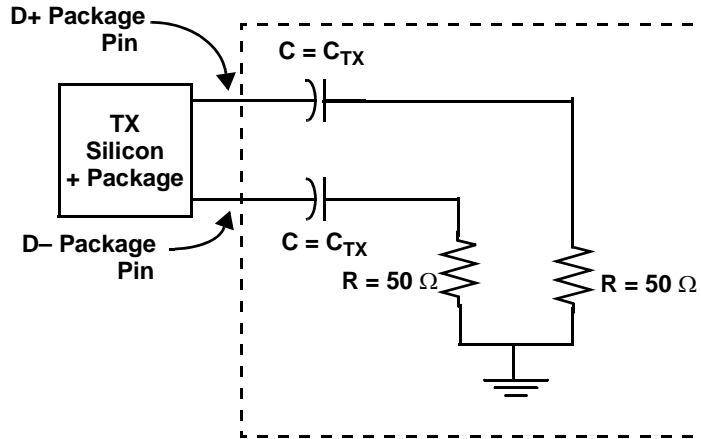 D+ Package
Pin
C = CTX
TX
Silicon
+ Package
D– Package
Pin
C = CTX
R = 50 Ω
R = 50 Ω